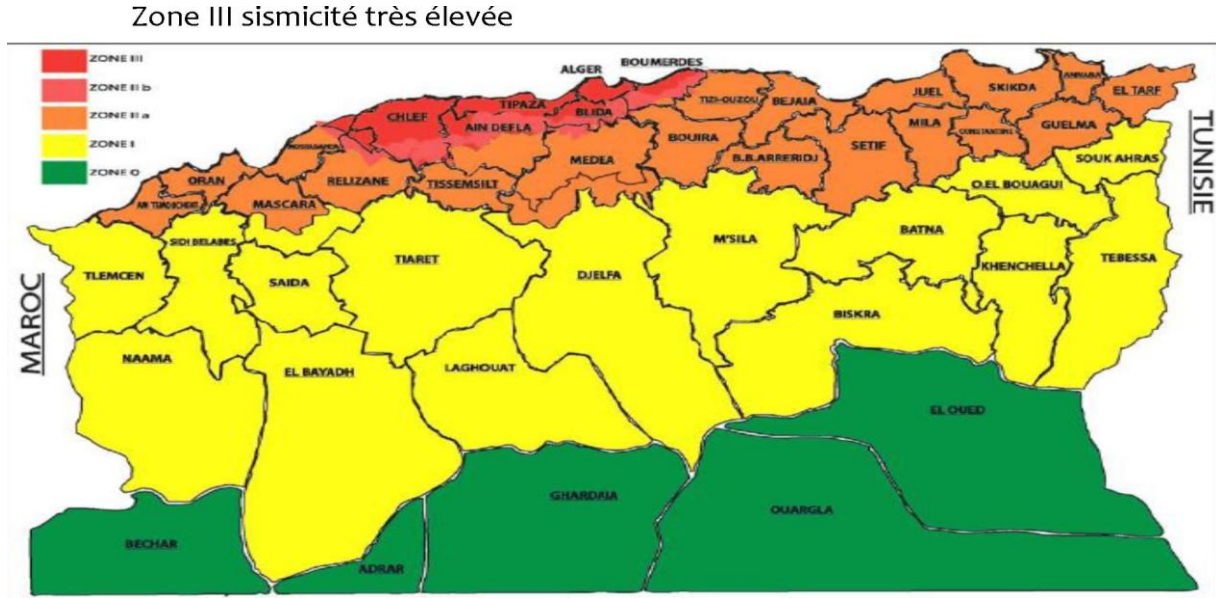 Zone III sismicité très élevée
ZONE III
ZONE II b
ZONE II a
ZONE I
ZONE 0
ALGER
BOUMERDES
TIPAZA
CHLEF
BLIDA
AIN DEFLA
TIZI-OUZOU
BEJAIA
JIJEL
SKIKDA
ANNABA
EL TARF
MILA
CONSTANTINE
GUELMA
BOUIRA
SETIF
B.B.ARRERIDJ
MEDEA
SOUK AHRAS
TUNISIE
ORAN
RELIZANE
TISSEMSILT
O.EL BOUAGUI
MASCARA
BATNA
SIDI BELABES
M'SILA
TIARET
TLEMCEN
SAIDA
DJELFA
KHENCHELLA
TEBESSA
MAROC
BISKRA
NAAMA
EL BAYADH
LAGHOUAT
EL OUED
GHARDAIA
OUARGLA
BECHAR
ADRAR